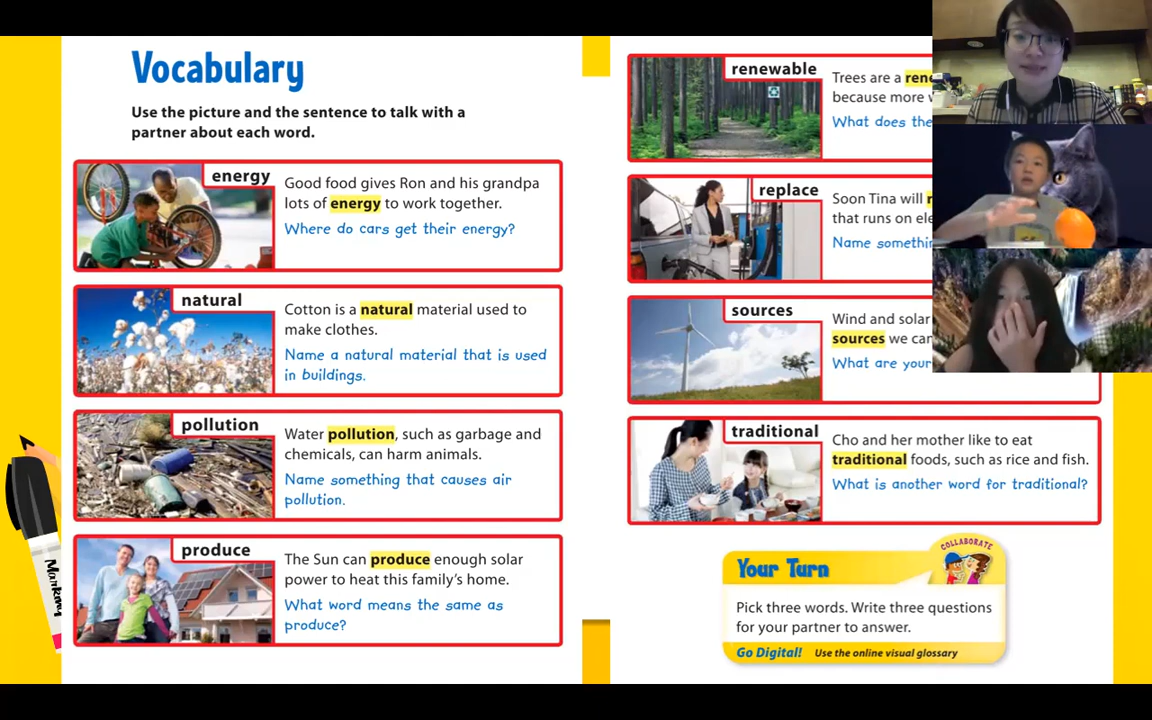 Vocabulary
Use the picture and the sentence to talk with a
partner about each word.
energy
Good food gives Ron and his grandpa
lots of energy to work together.
Where do cars get their energy?
natural
Cotton is a natural material used to
make clothes.
Name a natural material that is used
in buildings.
pollution
Water pollution, such as garbage and
chemicals, can harm animals.
Name something that causes air
pollution.
produce
The Sun can produce enough solar
power to heat this family's home.
What word means the same as
produce?
renewable
Trees are a
because more
What does the
replace
Soon Tina will
that runs on
Name
sources
Wind and solar
sources we can
What are your
traditional
Cho and her mother like to eat
traditional foods, such as rice and fish.
What is another word for traditional?
COLLABORATE
Your Turn
Pick three words. Write three questions
for your partner to answer.
Go Digital! Use the online visual glossary